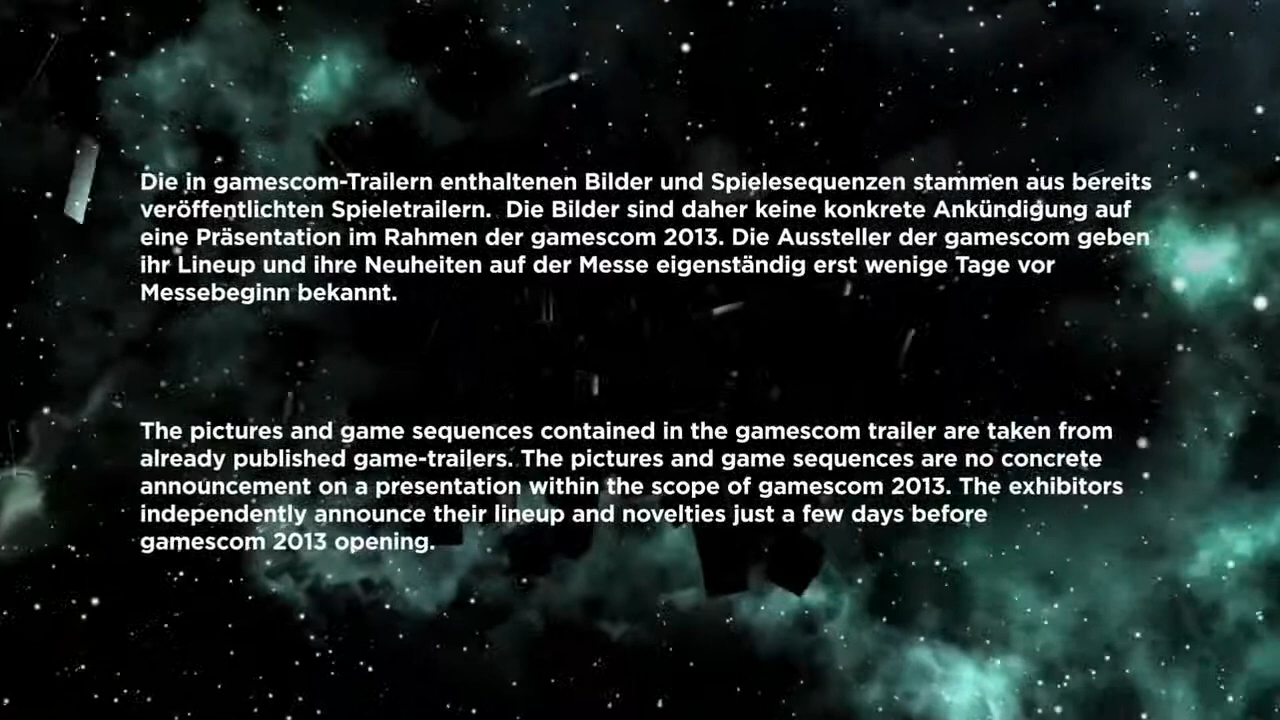 Die in gamescom-Trailern enthaltenen Bilder und Spielesequenzen stammen aus bereits
veröffentlichten Spieletrailern.  Die Bilder sind daher keine konkrete Ankündigung auf
eine Präsentation im Rahmen der gamescom 2013. Die Aussteller der gamescom geben
ihr Lineup und ihre Neuheiten auf der Messe eigenständig erst wenige Tage vor
Messebeginn bekannt.
The pictures and game sequences contained in the gamescom trailer are taken from
already published game-trailers. The pictures and game sequences are no concrete
announcement on a presentation within the scope of gamescom 2013. The exhibitors
independently announce their lineup and novelties just a few days before
gamescom 2013 opening.